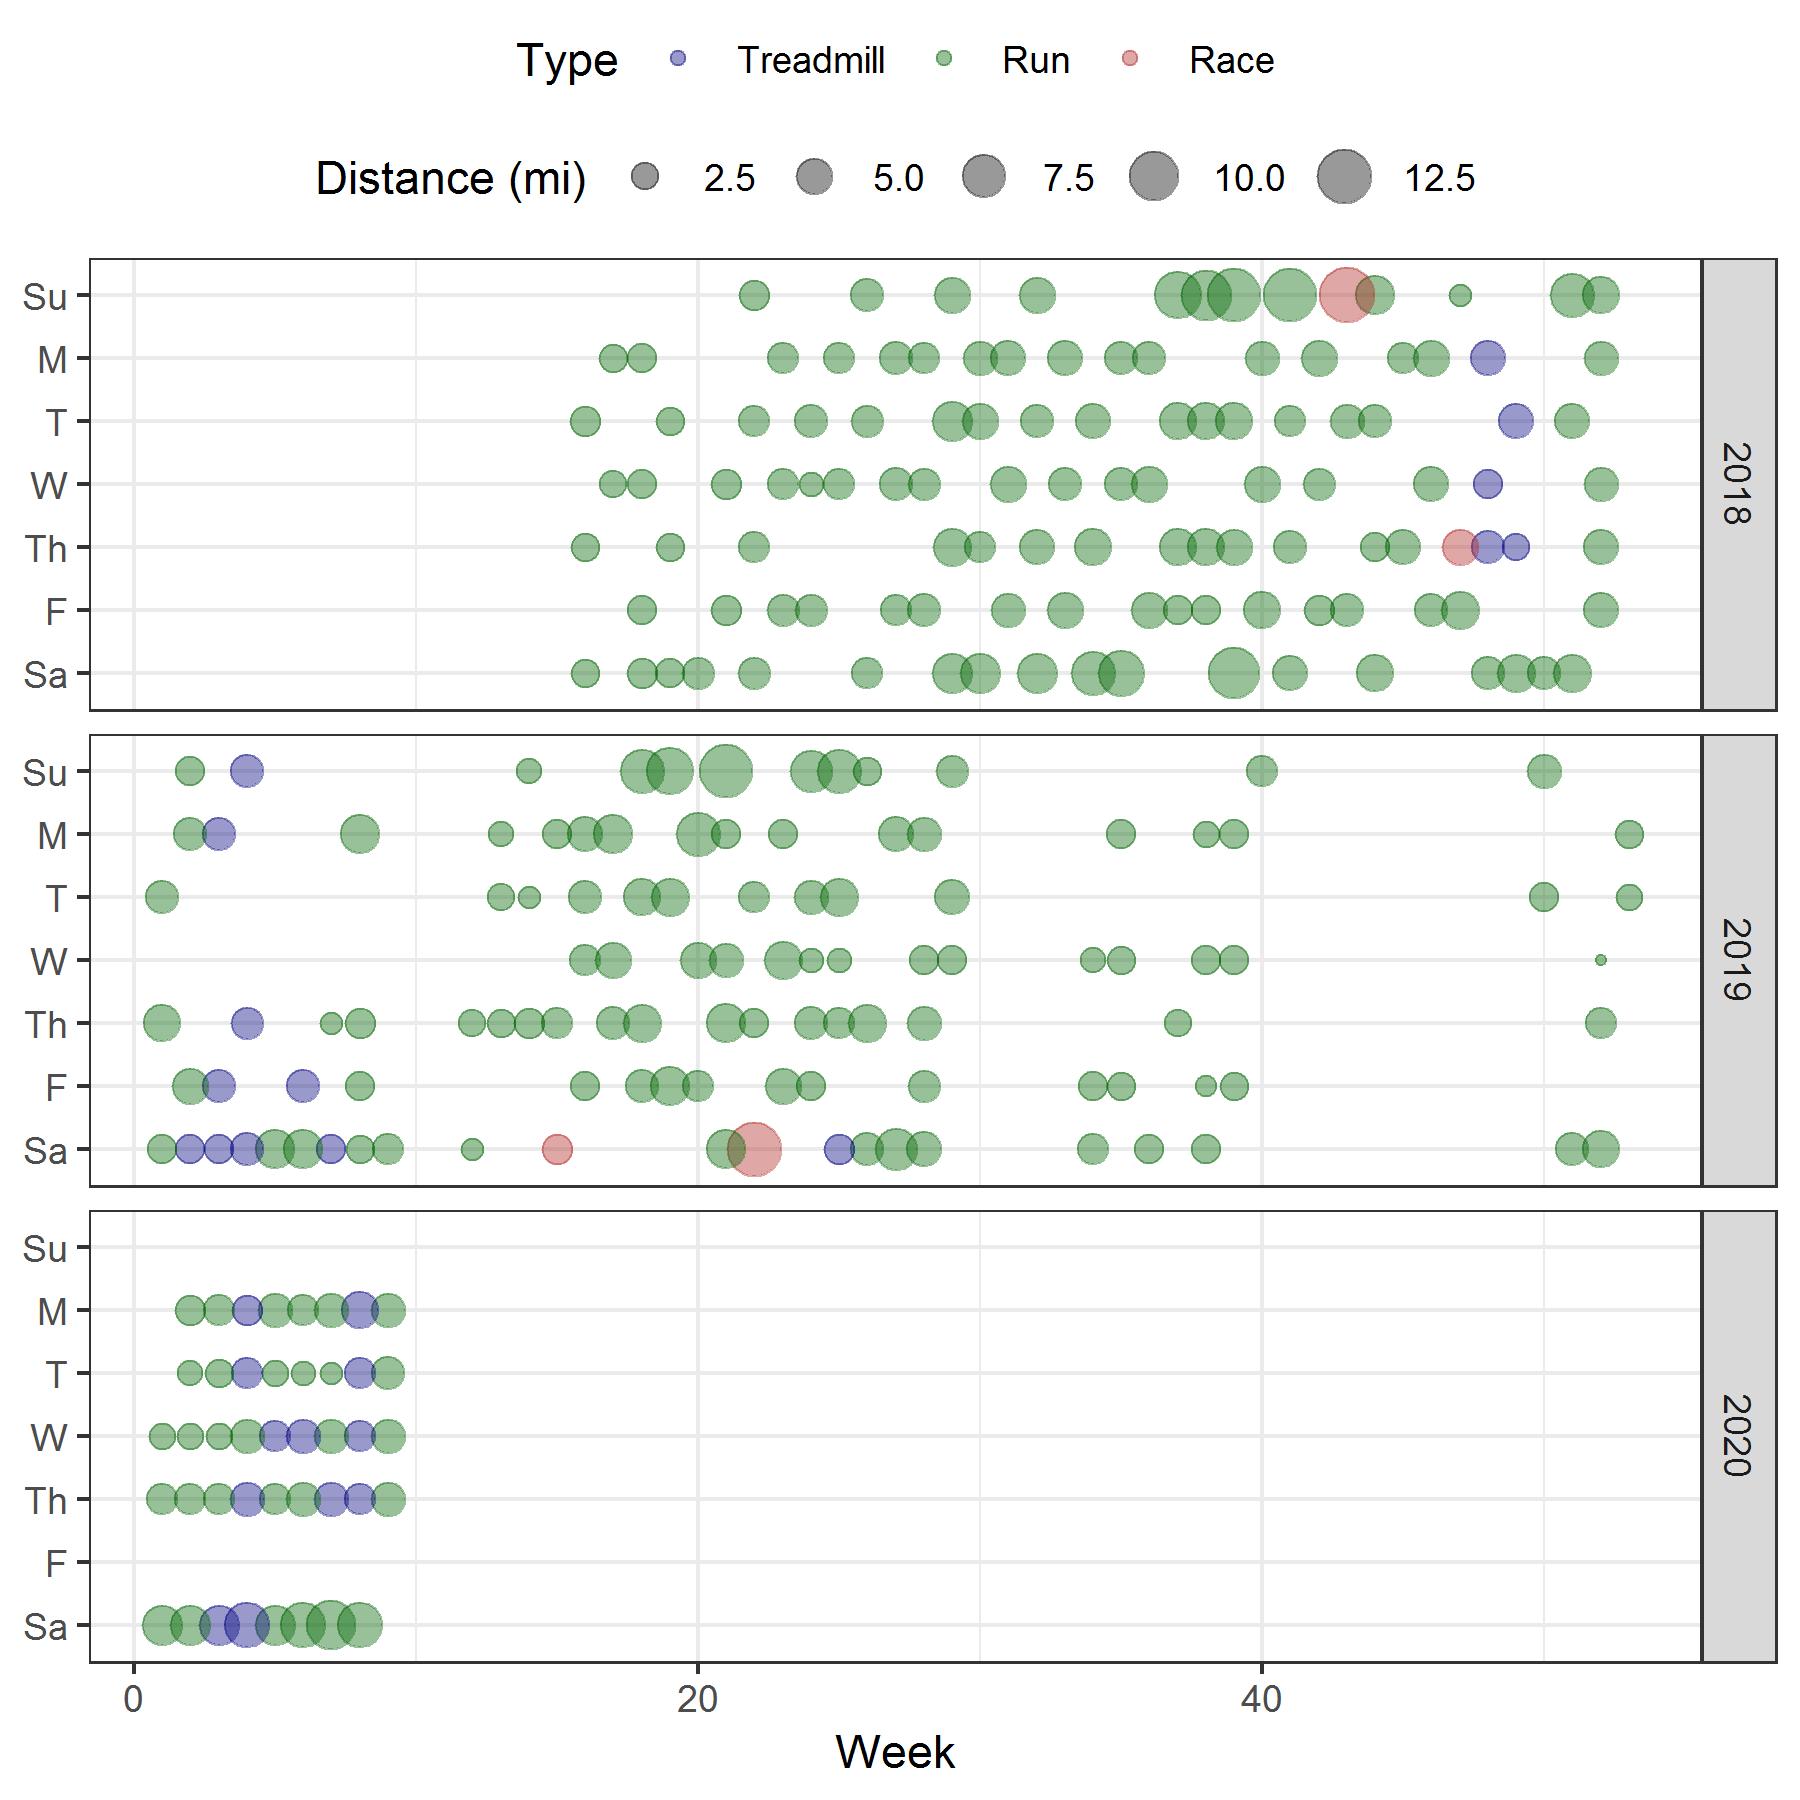 Type Treadmill Run Race
Distance (mi) 2.5 5.0 7.5 10.0 12.5
Su
M
T
W
Th
F
Sa
2018
Su
M
T
W
Th
F
Sa
2019
Su
M
T
W
Th
F
Sa
2020
0 20 40
Week